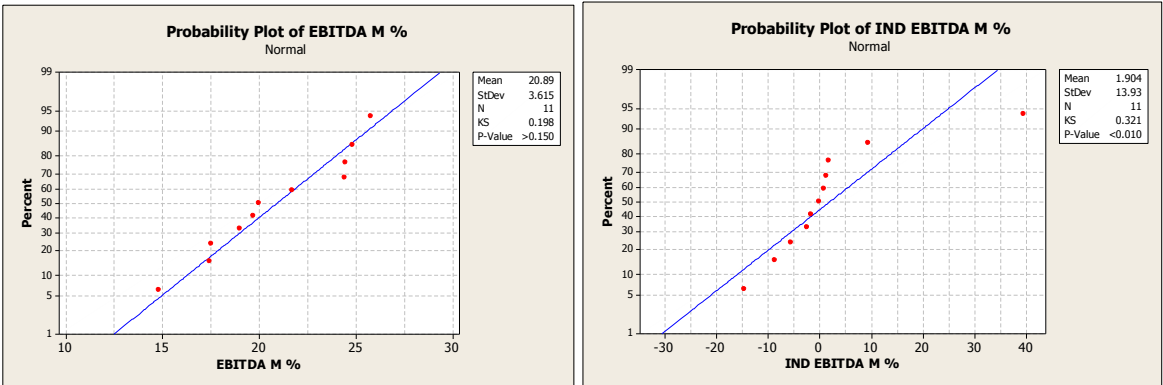 Probability Plot of EBITDA M %
Normal
99
95
90
80
70
60
50
40
30
20
10
5
1
Percent
10 15 20 25 30
EBITDA M %
Mean 20.89
StDev 3.615
N 11
KS 0.198
P-Value >0.150
Probability Plot of IND EBITDA M %
Normal
99
95
90
80
70
60
50
40
30
20
10
5
1
Percent
-30 -20 -10 0 10 20 30 40
IND EBITDA M %
Mean 1.904
StDev 13.93
N 11
KS 0.321
P-Value <0.010